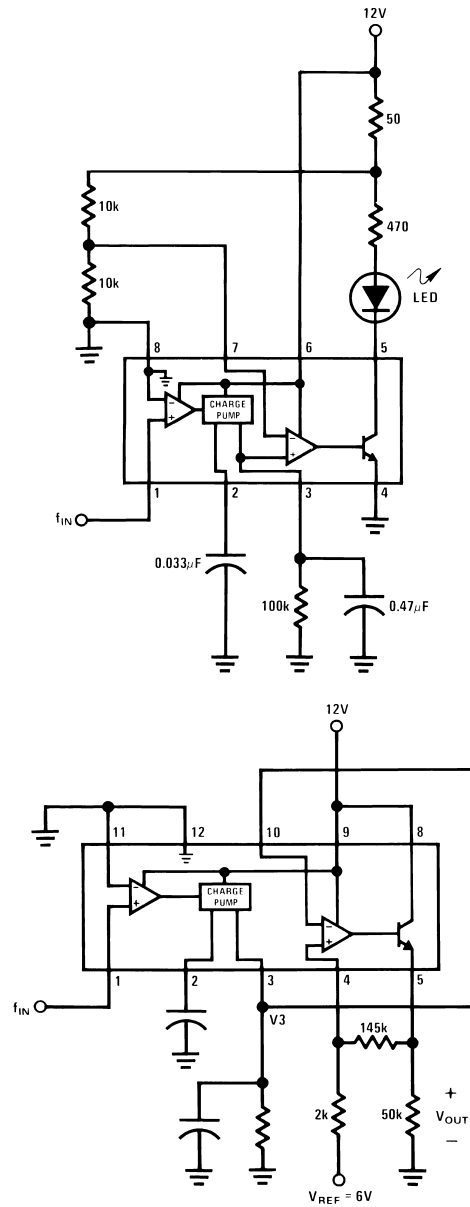 12V
50
10k
470
10k
LED
8 7 6 5
CHARGE
PUMP
1 2 3 4
fIN
0.033μF
100k
0.47μF
12V
11 12 10 9 8
CHARGE
PUMP
1 2 3 4 5
fIN
V3
145k
2k
50k
+
VOUT
−
VREF = 6V